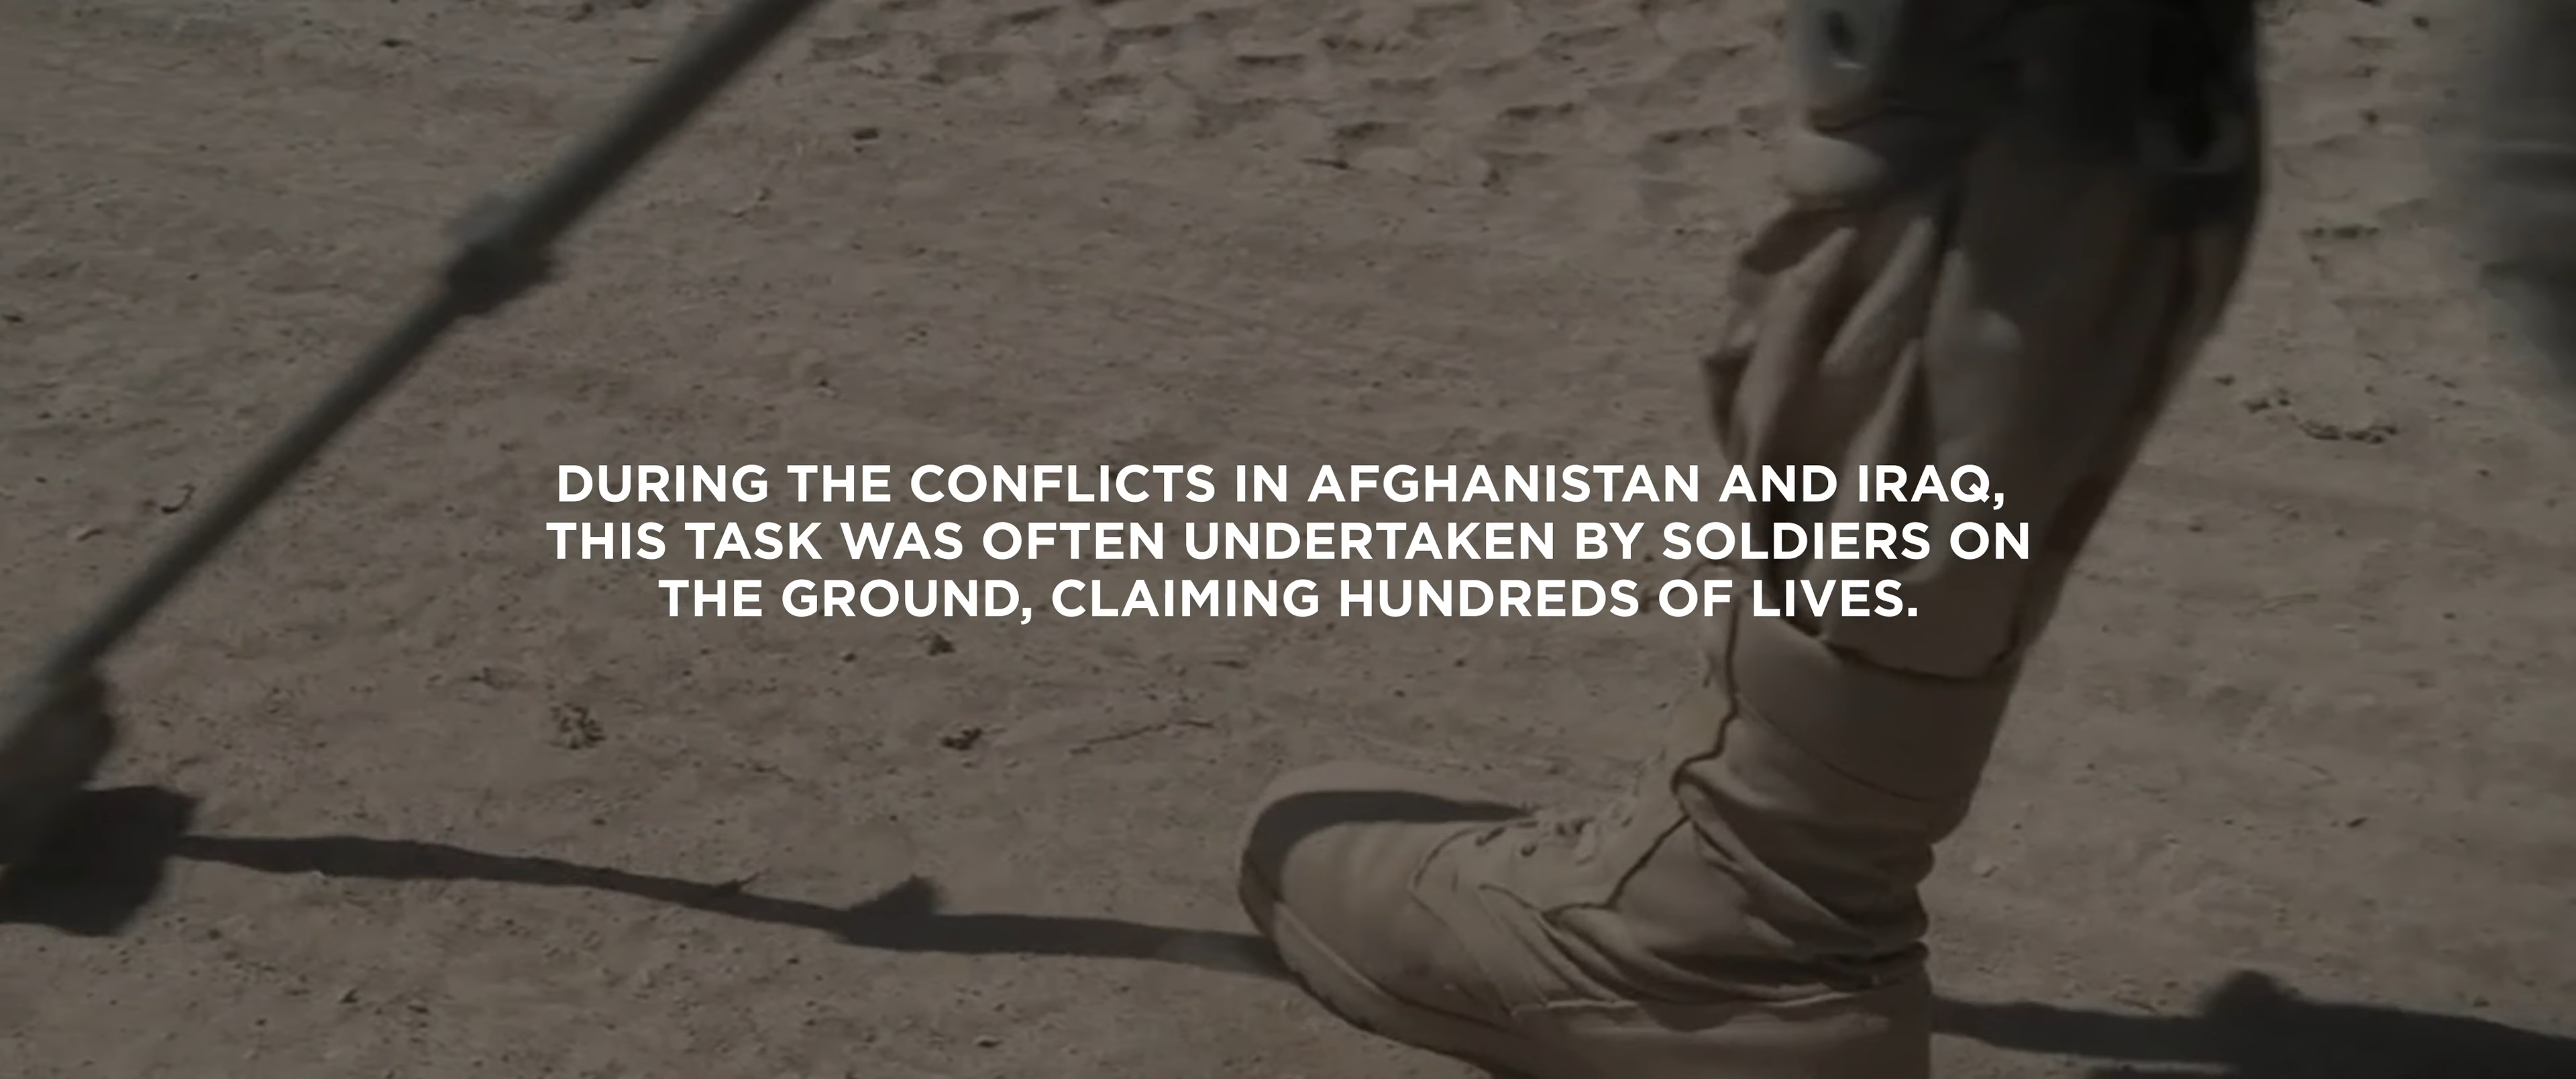 DURING THE CONFLICTS IN AFGHANISTAN AND IRAQ,
THIS TASK WAS OFTEN UNDERTAKEN BY SOLDIERS ON
THE GROUND, CLAIMING HUNDREDS OF LIVES.